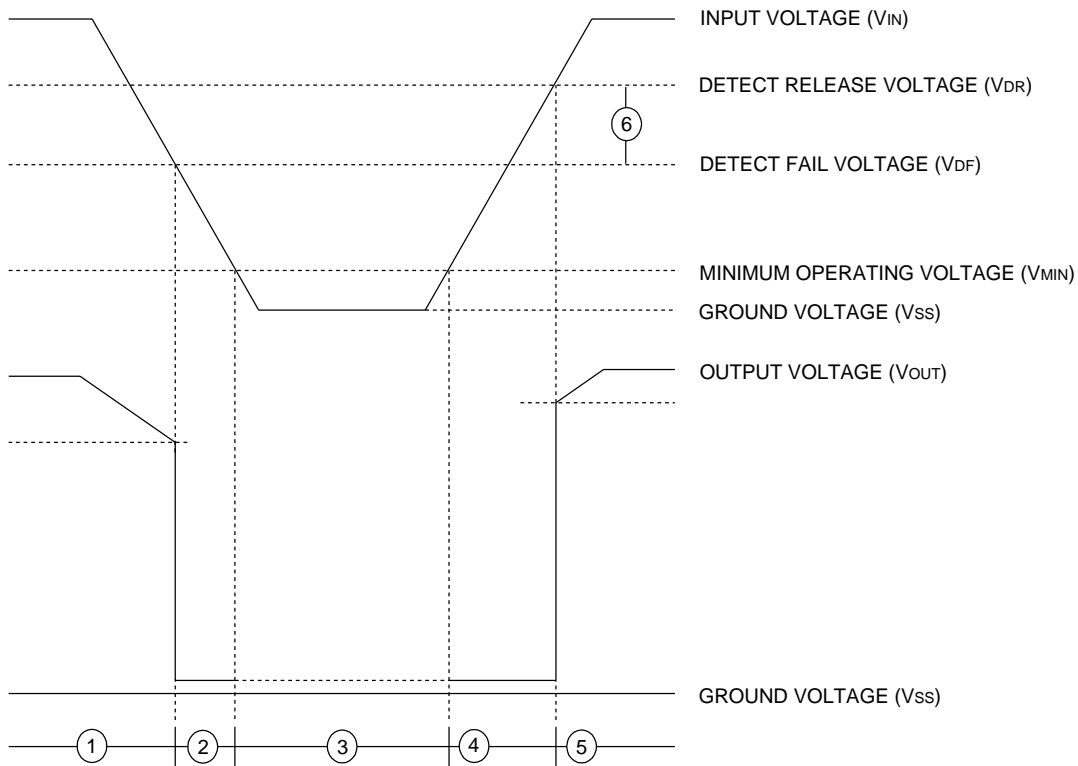 INPUT VOLTAGE (VIN)
DETECT RELEASE VOLTAGE (VDR)
6
DETECT FAIL VOLTAGE (VDF)
MINIMUM OPERATING VOLTAGE (VMIN)
GROUND VOLTAGE (VSS)
OUTPUT VOLTAGE (VOUT)
GROUND VOLTAGE (VSS)
1 2 3 4 5